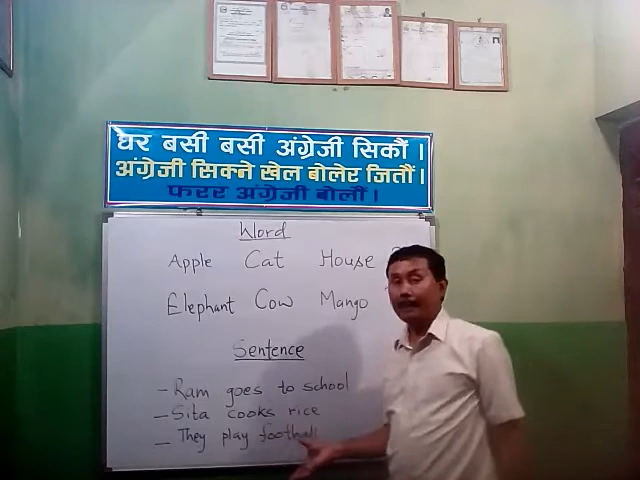 घर बसी बसी अंग्रेजी सिकौं ।
अंग्रेजी सिक्ने खेल बोलेर जितौं ।
फरर अंग्रेजी बोलौं ।
Word
Apple Cat House
Elephant Cow Mango
Sentence
– Ram goes to school
– Sita cooks rice
– They play football